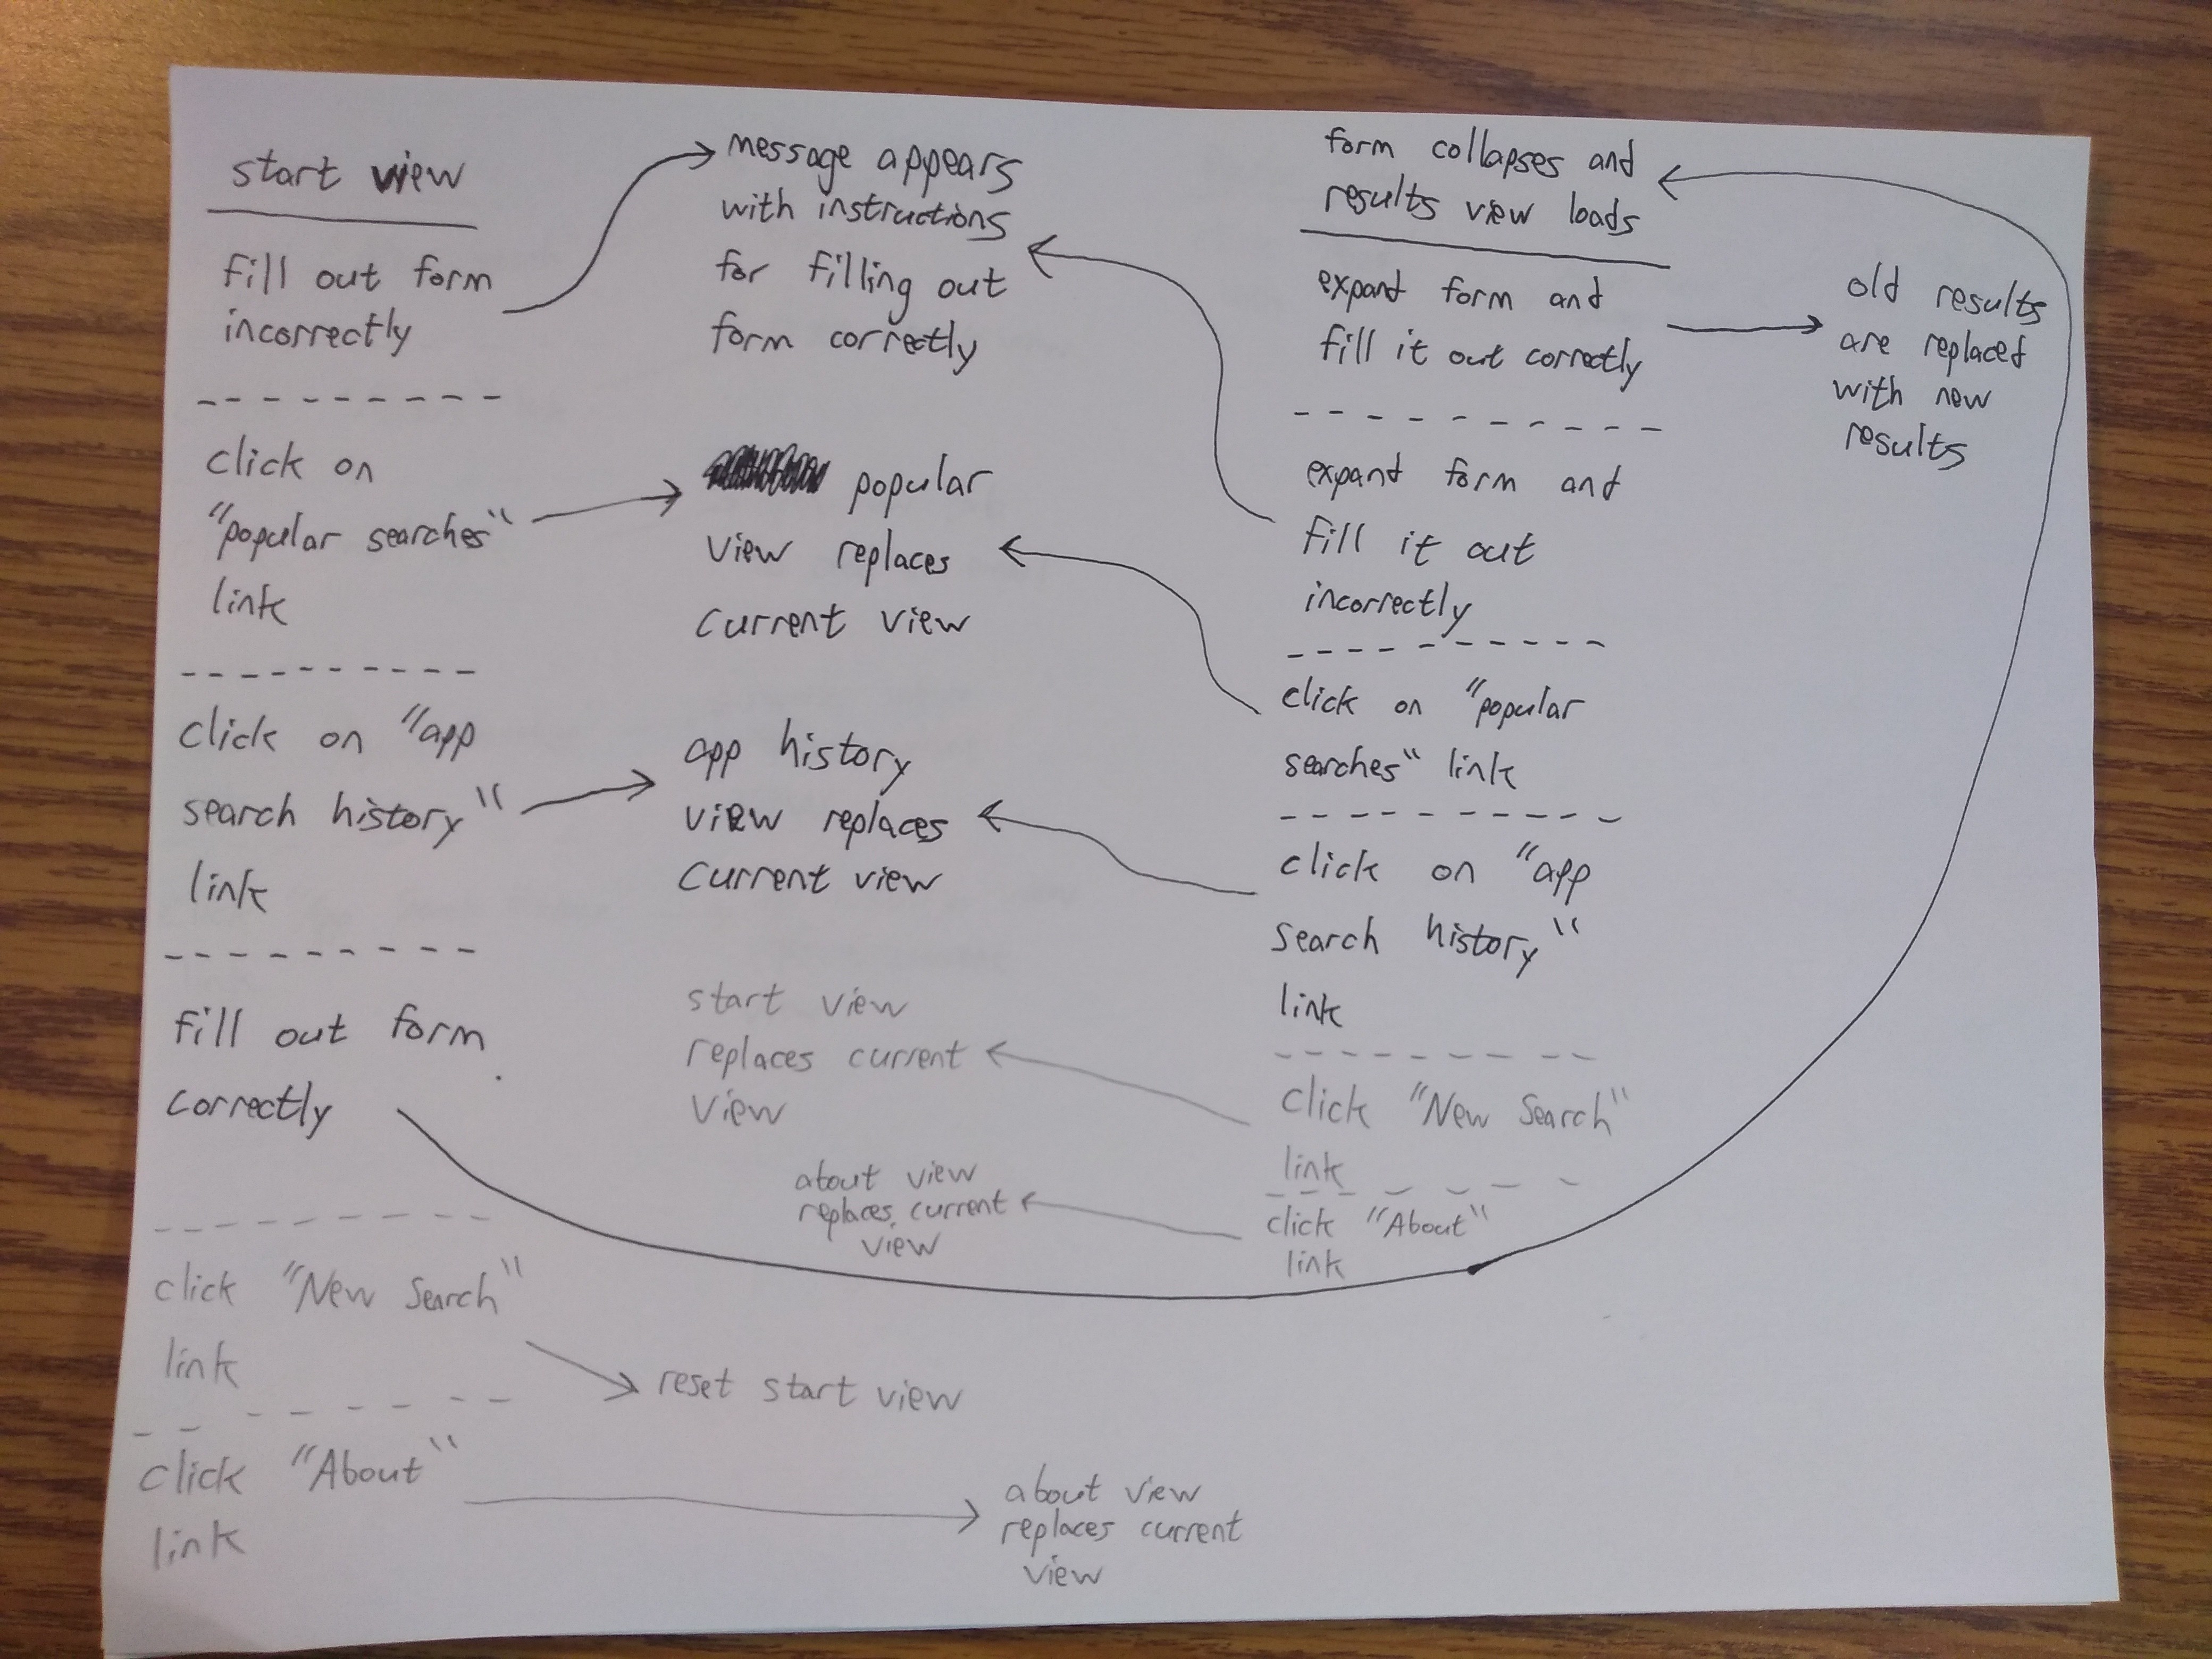 start view
fill out form
incorrectly
click on
"popular searches"
link
click on "app
search history"
link
fill out form
correctly
click "New Search"
link
click "About"
link
message appears
with instructions
for filling out
form correctly
popular
view replaces
current view
app history
view replaces
current view
start view
replaces current
view
about view
replaces current
view
reset start view
about view
replaces current
view
form collapses and
results view loads
expand form and
fill it out correctly
expand form and
fill it out
incorrectly
click on "popular
searches" link
click on "app
search history"
link
click "New Search"
link
click "About"
link
old results
are replaced
with new
results